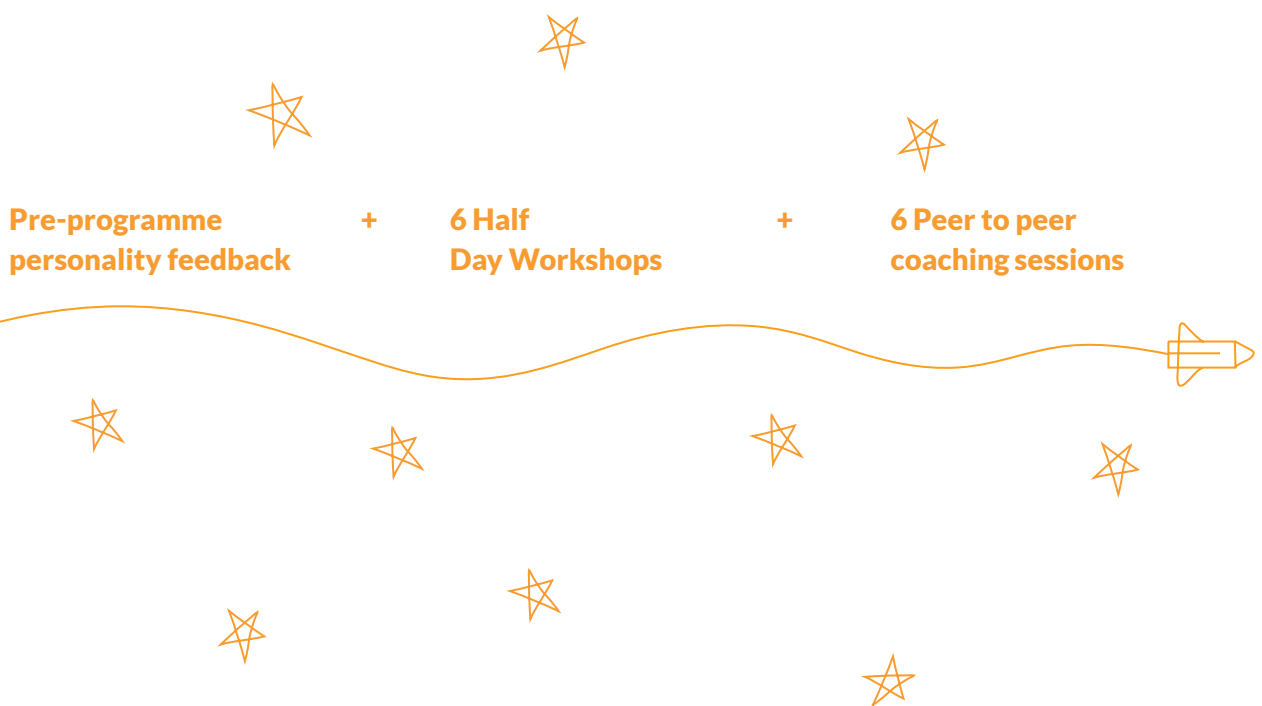 Pre-programme
personality feedback
+
6 Half
Day Workshops
+
6 Peer to peer
coaching sessions